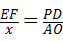 EF/x = PD/AO